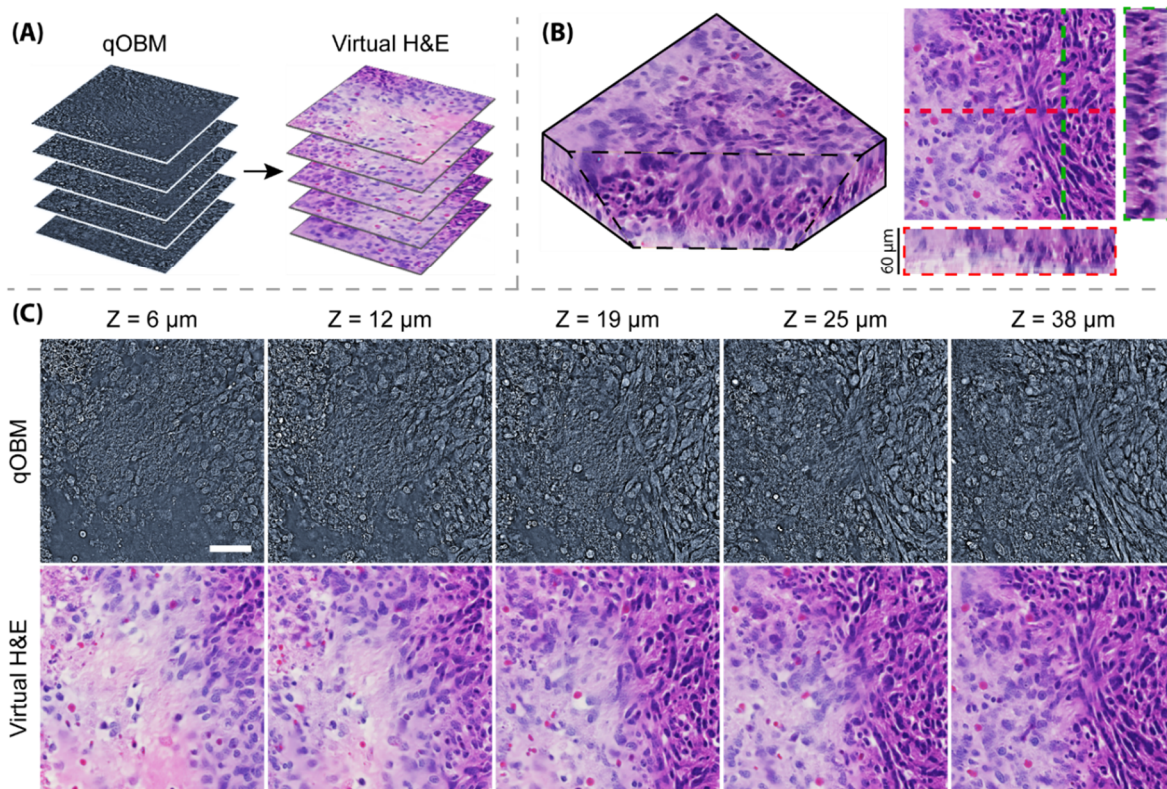 (A)
qOBM
Virtual H&E
(B)
60 µm
(C)
Z = 6 µm
Z = 12 µm
Z = 19 µm
Z = 25 µm
Z = 38 µm
qOBM
Virtual H&E